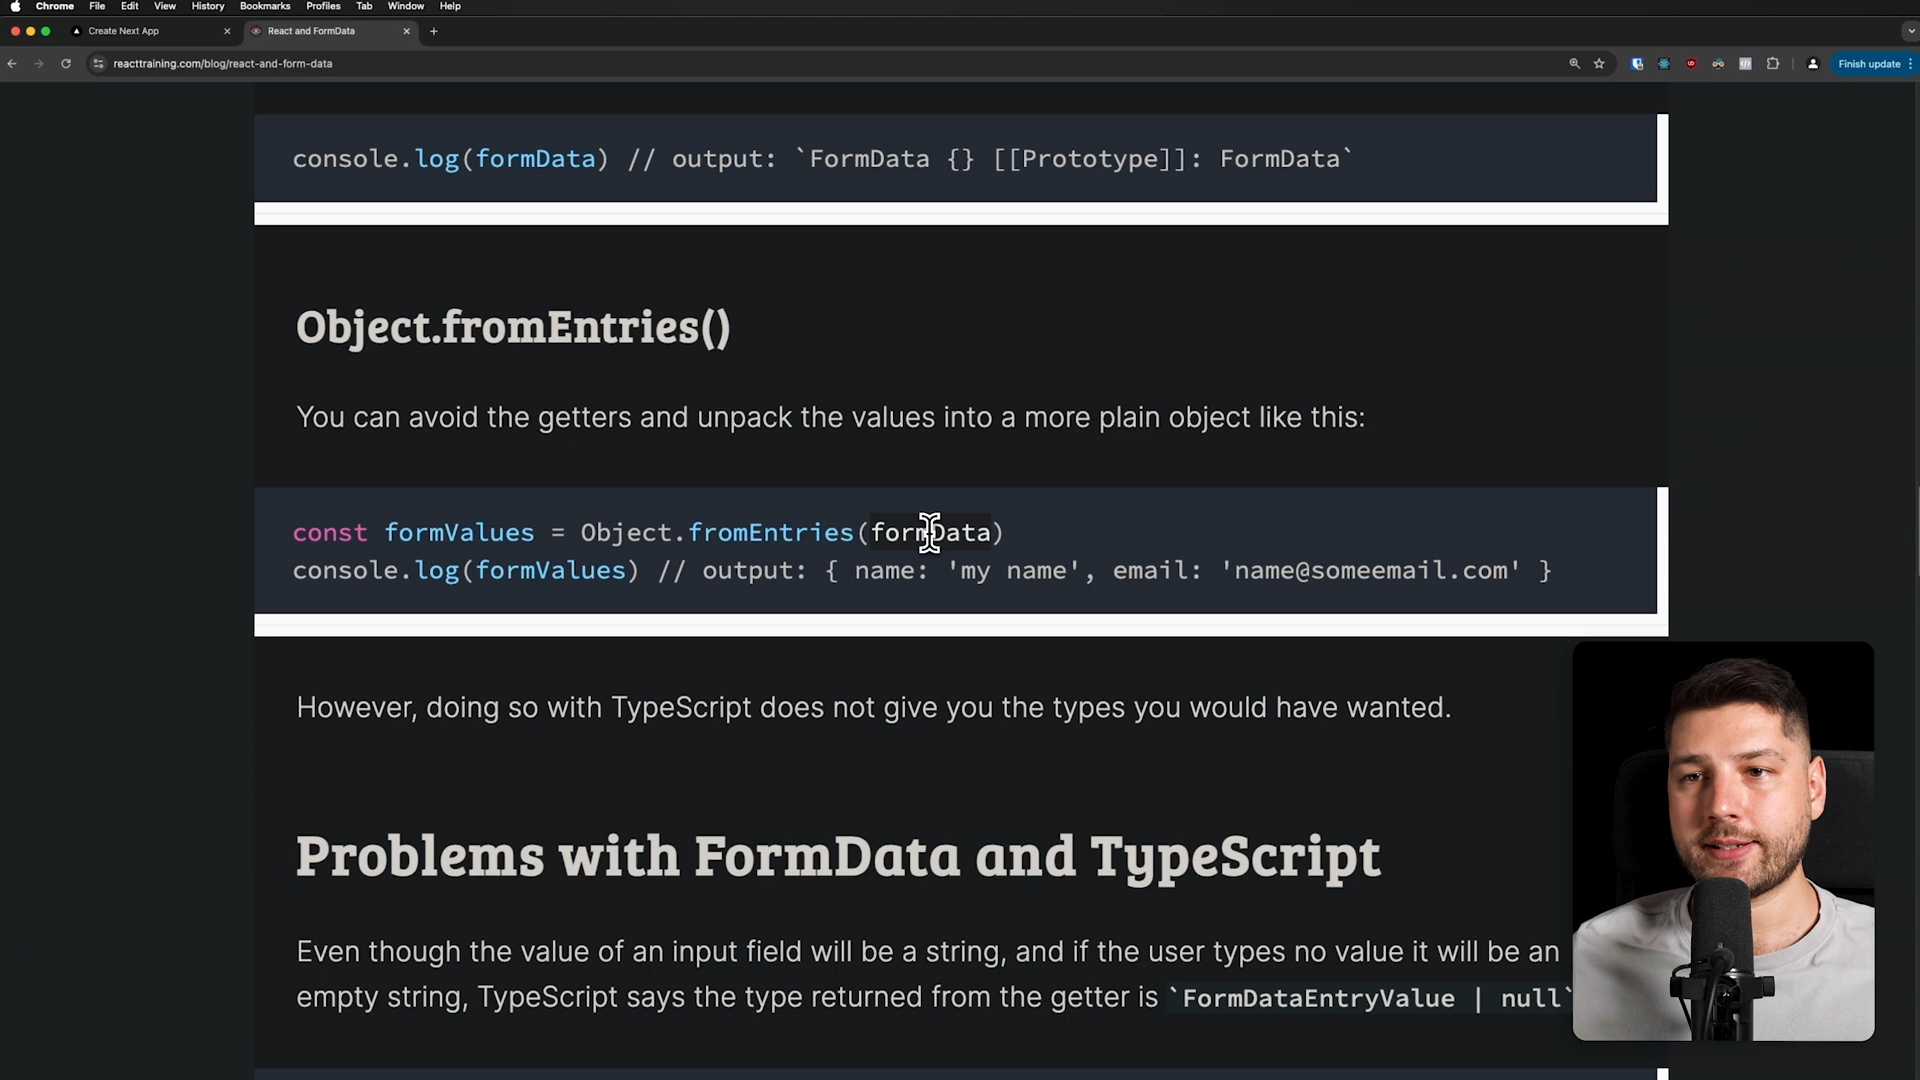 Chrome File Edit View History Bookmarks Profiles Tab Window Help
Create Next App
React and FormData
reacttraining.com/blog/react-and-form-data
Finish update
console.log(formData) // output: `FormData {} [[Prototype]]: FormData`
Object.fromEntries()
You can avoid the getters and unpack the values into a more plain object like this:
const formValues = Object.fromEntries(formData)
console.log(formValues) // output: { name: 'my name', email: 'name@someemail.com' }
However, doing so with TypeScript does not give you the types you would have wanted.
Problems with FormData and TypeScript
Even though the value of an input field will be a string, and if the user types no value it will be an
empty string, TypeScript says the type returned from the getter is `FormDataEntryValue | null`